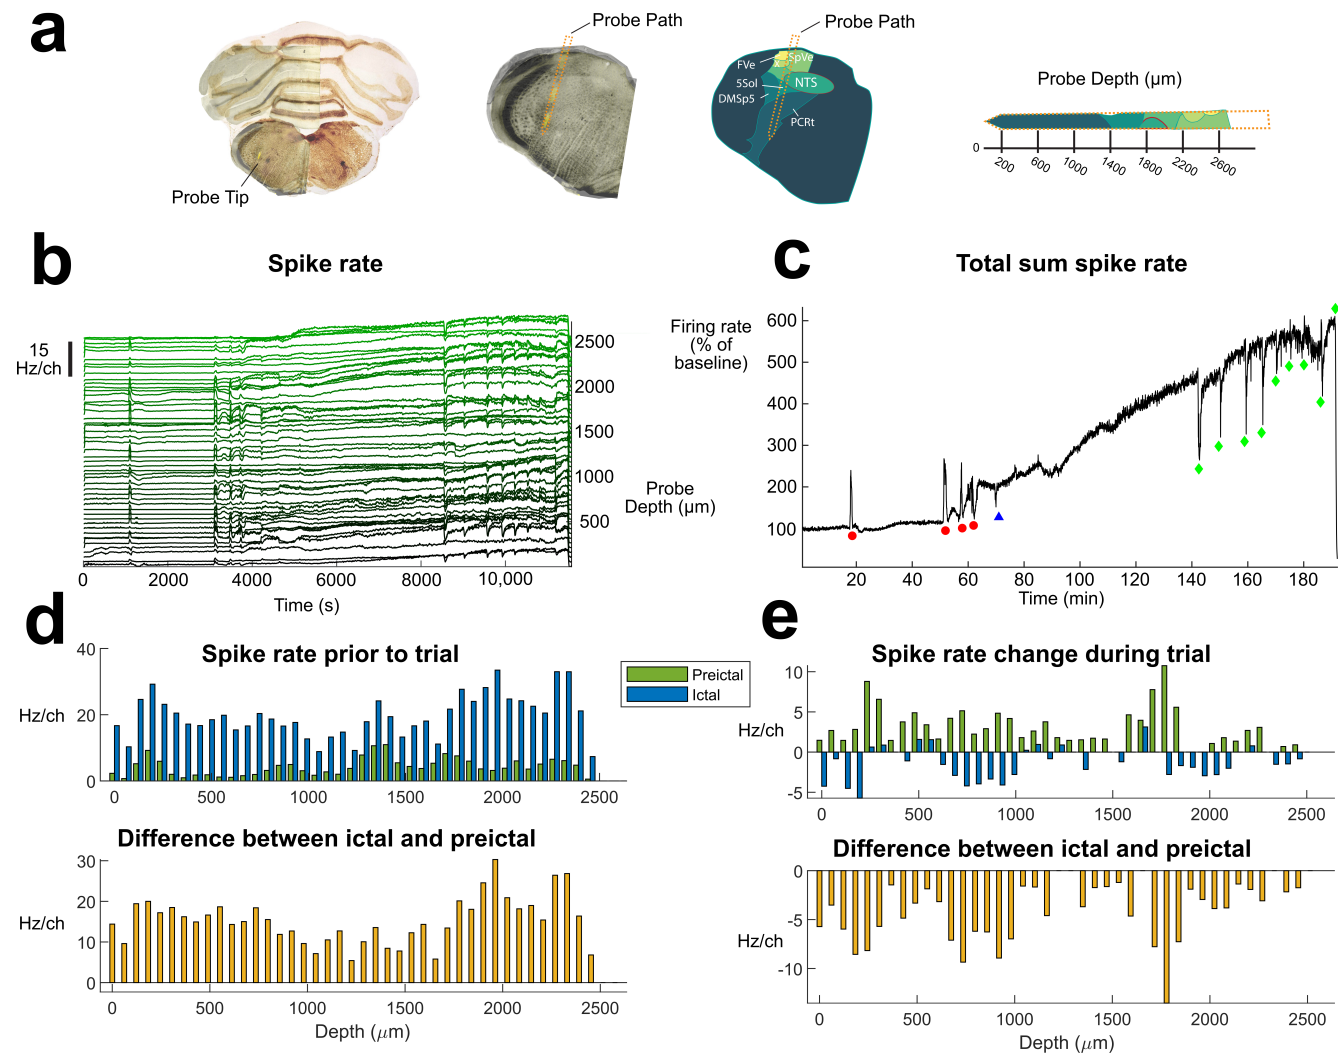 a
Probe Path
Probe Tip
Probe Path
FVe
SpVe
X
5Sol
NTS
DMSp5
PCRt
Probe Depth (µm)
0
200
600
1000
1400
1800
2200
2600
b
Spike rate
15
Hz/ch
2500
2000
1500
1000
500
Probe
Depth (µm)
0
2000
4000
6000
8000
10,000
Time (s)
c
Total sum spike rate
Firing rate
(% of
baseline)
600
500
400
300
200
100
20
40
60
80
100
120
140
160
180
Time (min)
d
Spike rate prior to trial
40
20
0
Hz/ch
0
500
1000
1500
2000
2500
Preictal
Ictal
Difference between ictal and preictal
30
20
10
0
Hz/ch
0
500
1000
1500
2000
2500
Depth (µm)
e
Spike rate change during trial
10
5
0
-5
Hz/ch
0
500
1000
1500
2000
2500
Difference between ictal and preictal
0
-5
-10
Hz/ch
0
500
1000
1500
2000
2500
Depth (µm)